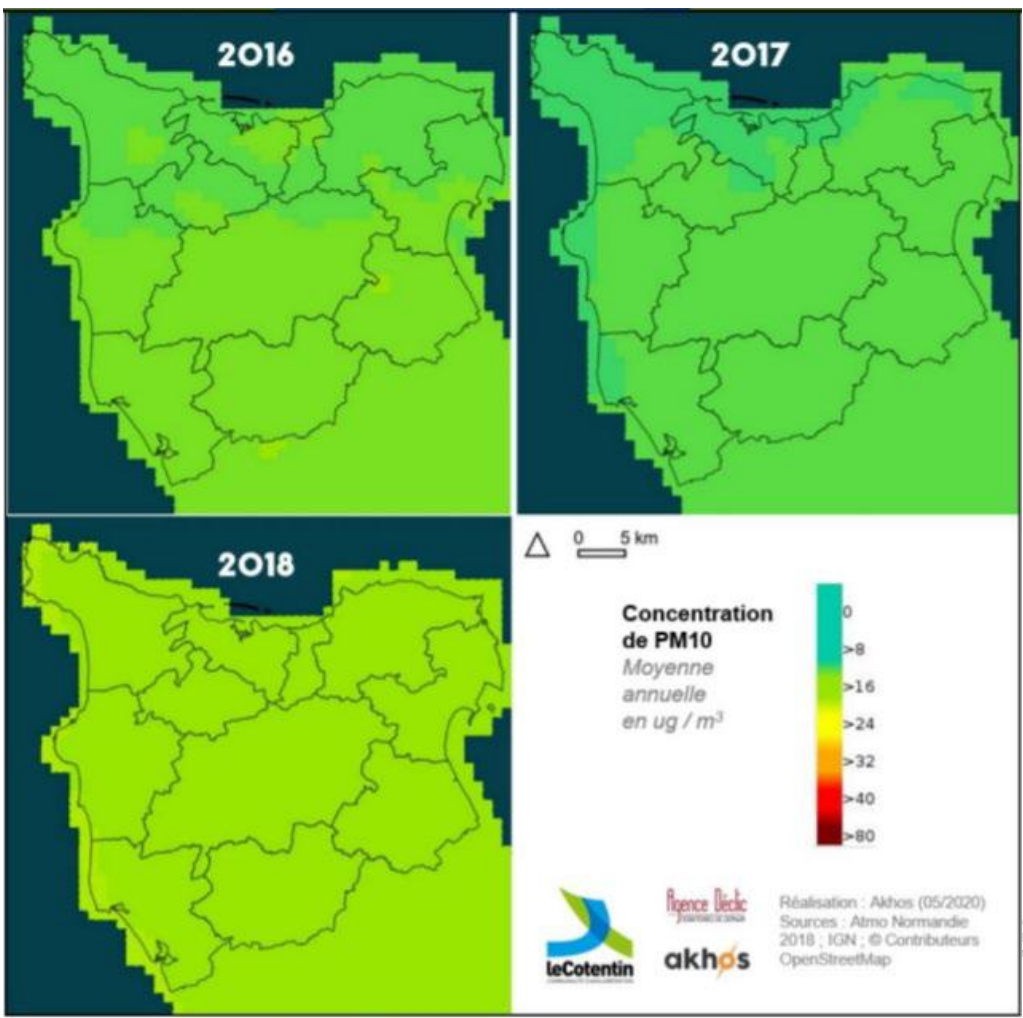 2016
2017
2018
0 5 km
Concentration
de PM10
Moyenne
annuelle
en ug / m³
0
>8
>16
>24
>32
>40
>80
leCotentin
Agence Déclic
akhos
Réalisation : Akhos (05/2020)
Sources : Atmo Normandie
2018 ; IGN ; © Contributeurs
OpenStreetMap